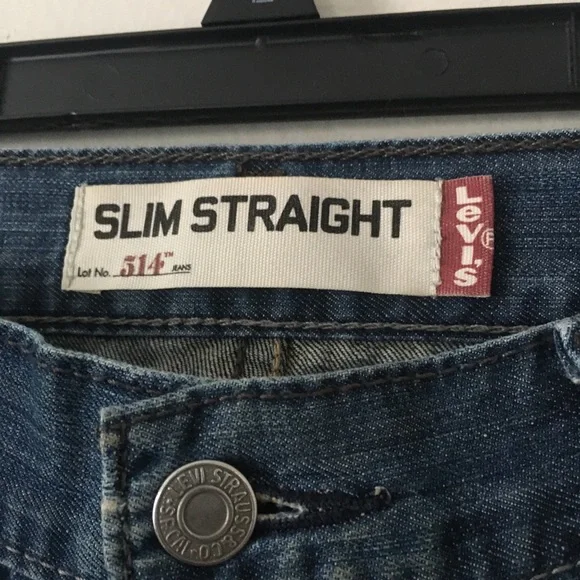 SLIM STRAIGHT
Lot No. 514™ JEANS
Levi's ®
LEVI STRAUSS & CO